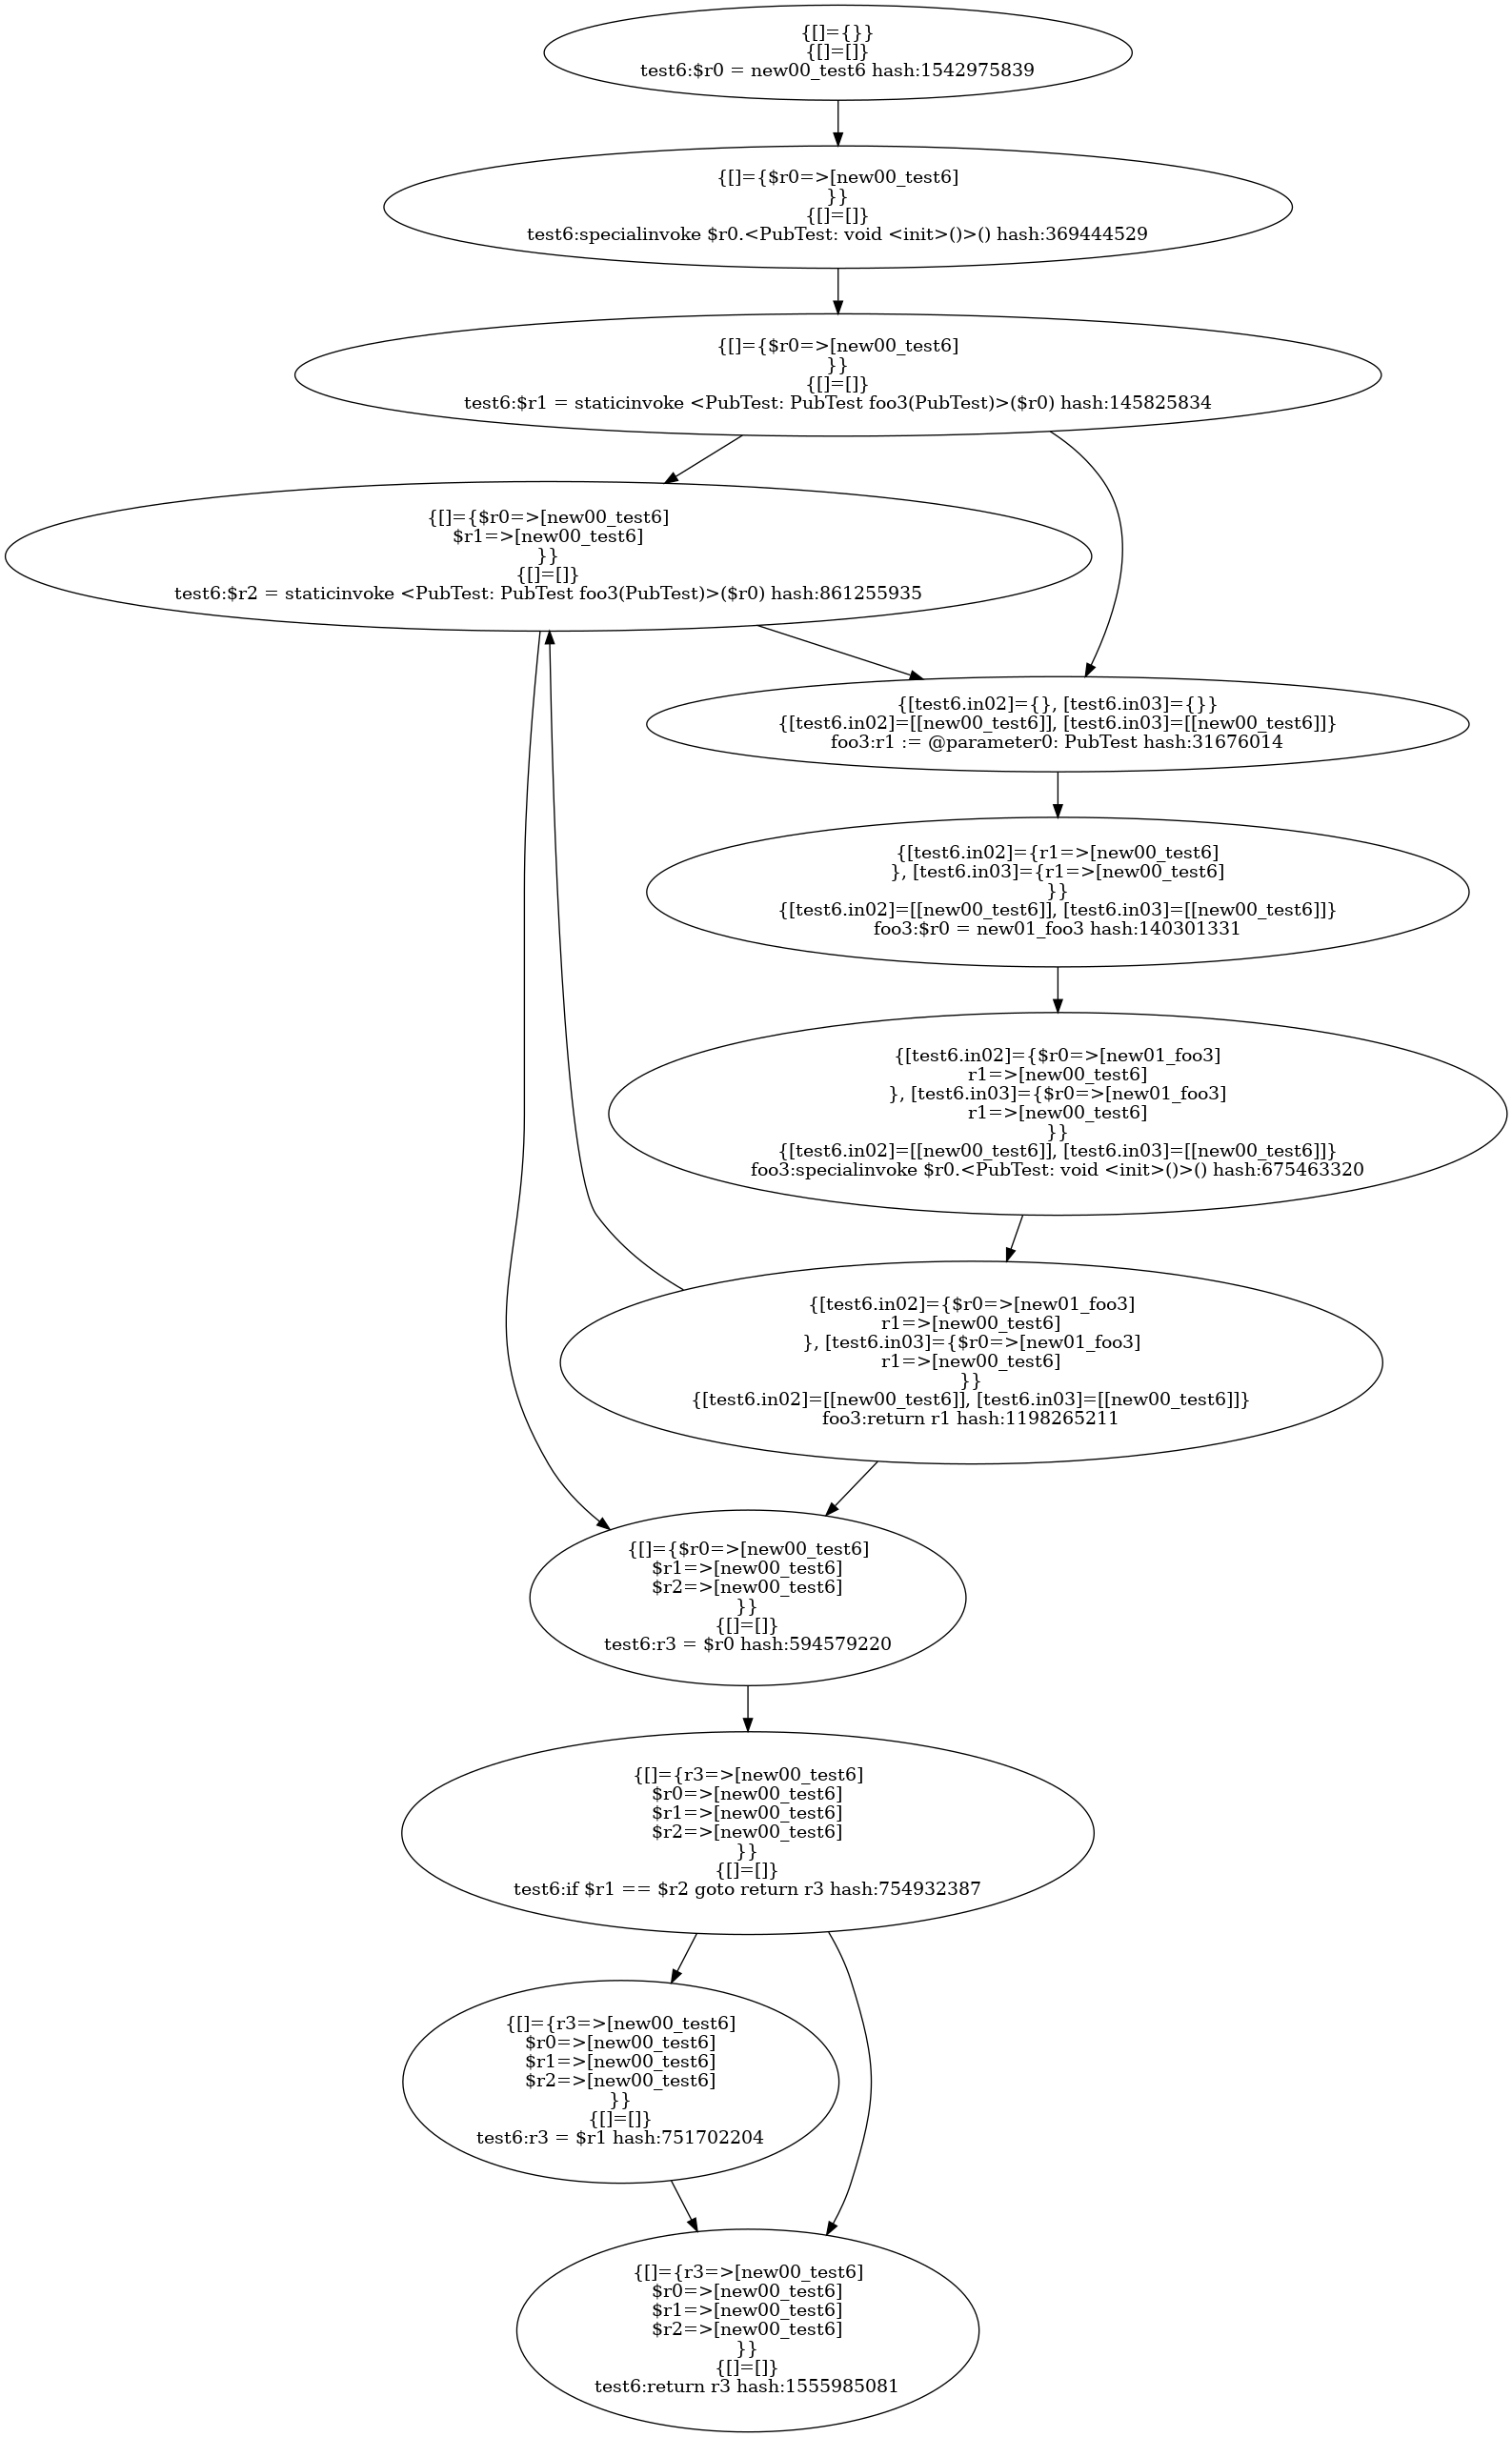 {[]={}}
{[]=[]}
test6:$r0 = new00_test6 hash:1542975839
{[]={$r0=>[new00_test6]
}}
{[]=[]}
test6:specialinvoke $r0.<PubTest: void <init>()>() hash:369444529
{[]={$r0=>[new00_test6]
}}
{[]=[]}
test6:$r1 = staticinvoke <PubTest: PubTest foo3(PubTest)>($r0) hash:145825834
{[]={$r0=>[new00_test6]
$r1=>[new00_test6]
}}
{[]=[]}
test6:$r2 = staticinvoke <PubTest: PubTest foo3(PubTest)>($r0) hash:861255935
{[test6.in02]={}, [test6.in03]={}}
{[test6.in02]=[[new00_test6]], [test6.in03]=[[new00_test6]]}
foo3:r1 := @parameter0: PubTest hash:31676014
{[test6.in02]={r1=>[new00_test6]
}, [test6.in03]={r1=>[new00_test6]
}}
{[test6.in02]=[[new00_test6]], [test6.in03]=[[new00_test6]]}
foo3:$r0 = new01_foo3 hash:140301331
{[test6.in02]={$r0=>[new01_foo3]
r1=>[new00_test6]
}, [test6.in03]={$r0=>[new01_foo3]
r1=>[new00_test6]
}}
{[test6.in02]=[[new00_test6]], [test6.in03]=[[new00_test6]]}
foo3:specialinvoke $r0.<PubTest: void <init>()>() hash:675463320
{[test6.in02]={$r0=>[new01_foo3]
r1=>[new00_test6]
}, [test6.in03]={$r0=>[new01_foo3]
r1=>[new00_test6]
}}
{[test6.in02]=[[new00_test6]], [test6.in03]=[[new00_test6]]}
foo3:return r1 hash:1198265211
{[]={$r0=>[new00_test6]
$r1=>[new00_test6]
$r2=>[new00_test6]
}}
{[]=[]}
test6:r3 = $r0 hash:594579220
{[]={r3=>[new00_test6]
$r0=>[new00_test6]
$r1=>[new00_test6]
$r2=>[new00_test6]
}}
{[]=[]}
test6:if $r1 == $r2 goto return r3 hash:754932387
{[]={r3=>[new00_test6]
$r0=>[new00_test6]
$r1=>[new00_test6]
$r2=>[new00_test6]
}}
{[]=[]}
test6:r3 = $r1 hash:751702204
{[]={r3=>[new00_test6]
$r0=>[new00_test6]
$r1=>[new00_test6]
$r2=>[new00_test6]
}}
{[]=[]}
test6:return r3 hash:1555985081